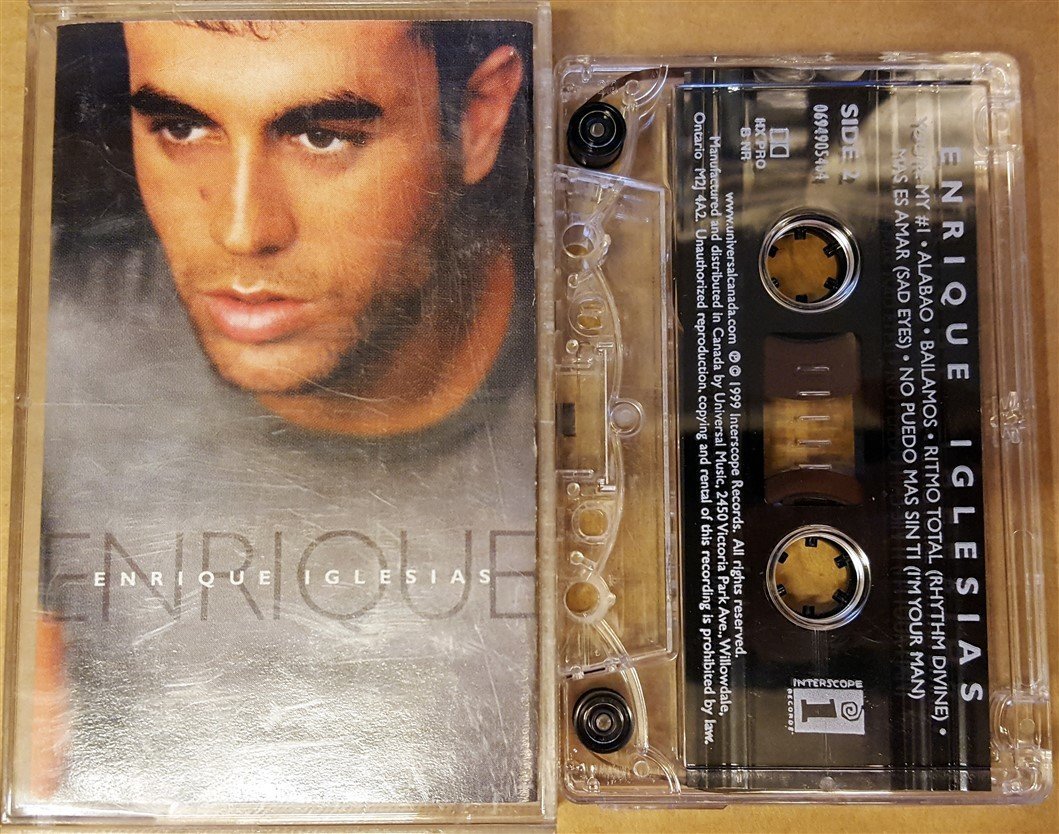 ENRIQUE
ENRIQUE IGLESIAS
ENRIQUE IGLESIAS
YOU'RE MY #1 • ALABAO • BAILAMOS • RITMO TOTAL (RHYTHM DIVINE) •
MAS ES AMAR (SAD EYES) • NO PUEDO MAS SIN TI (I'M YOUR MAN)
SIDE 2
0694905404
HX PRO
B NR
www.universalcanada.com ℗© 1999 Interscope Records. All rights reserved.
Manufactured and distributed in Canada by Universal Music, 2450 Victoria Park Ave., Willowdale,
Ontario M2J 4A2. Unauthorized reproduction, copying and rental of this recording is prohibited by law.
INTERSCOPE
RECORDS